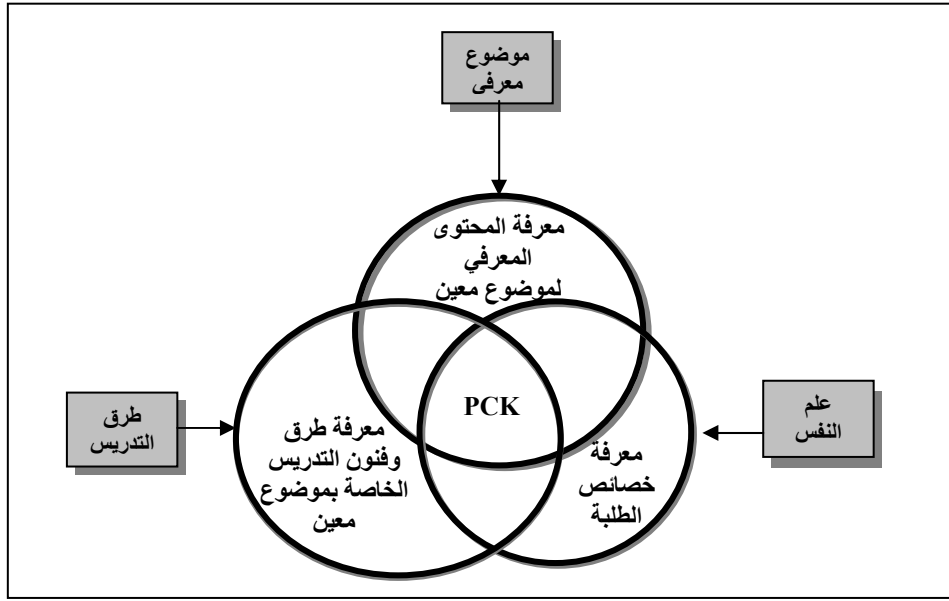 موضوع
معرفى
معرفة المحتوى
المعرفي
لموضوع معين
PCK
علم
النفس
طرق
التدريس
معرفة طرق
وفنون التدريس
الخاصة بموضوع
معين
معرفة
خصائص
الطلبة